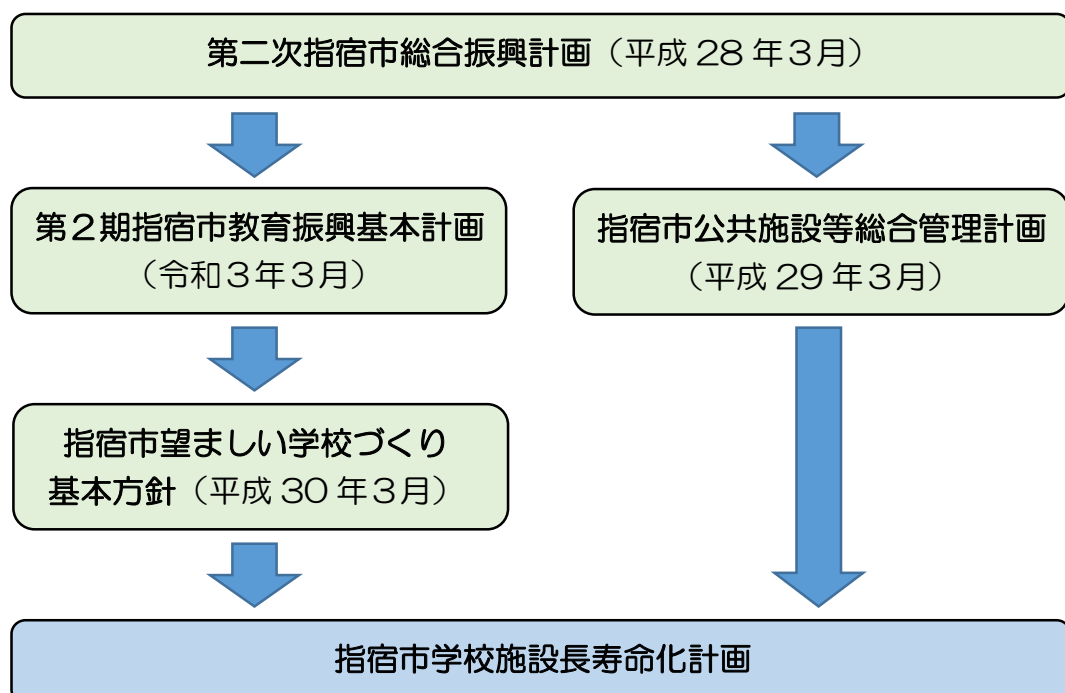 第二次指宿市総合振興計画（平成 28 年３月）
第２期指宿市教育振興基本計画
（令和３年３月）
指宿市公共施設等総合管理計画
（平成 29 年３月）
指宿市望ましい学校づくり
基本方針（平成 30 年３月）
指宿市学校施設長寿命化計画